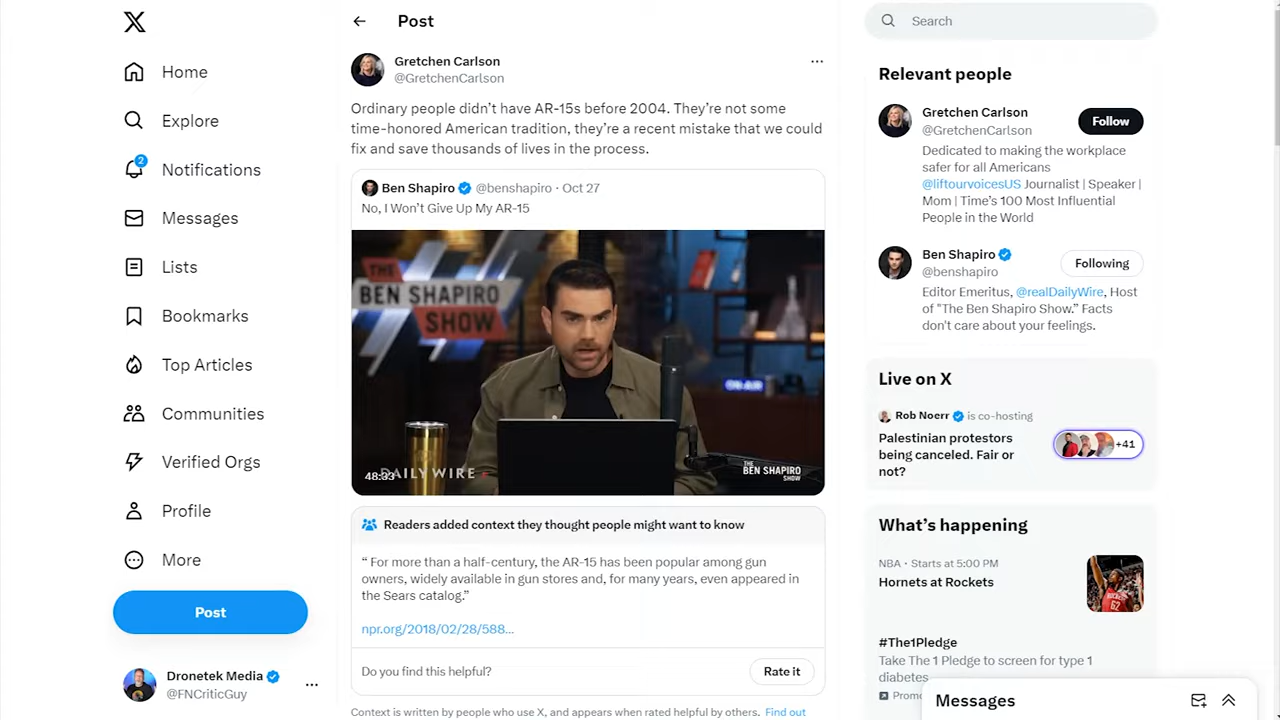 Home
Explore
2
Notifications
Messages
Lists
Bookmarks
Top Articles
Communities
Verified Orgs
Profile
More
Post
Dronetek Media
@FNCriticGuy
Post
Gretchen Carlson
@GretchenCarlson
Ordinary people didn’t have AR-15s before 2004. They’re not some
time-honored American tradition, they’re a recent mistake that we could
fix and save thousands of lives in the process.
Ben Shapiro @benshapiro · Oct 27
No, I Won’t Give Up My AR-15
THE
BEN SHAPIRO
SHOW
ON AIR
48:33
DAILY WIRE
THE
BEN SHAPIRO
SHOW
Readers added context they thought people might want to know
“ For more than a half-century, the AR-15 has been popular among gun
owners, widely available in gun stores and, for many years, even appeared in
the Sears catalog.”
npr.org/2018/02/28/588...
Do you find this helpful?
Rate it
Context is written by people who use X, and appears when rated helpful by others. Find out
Search
Relevant people
Gretchen Carlson
@GretchenCarlson
Follow
Dedicated to making the workplace
safer for all Americans
@liftourvoicesUS Journalist | Speaker |
Mom | Time’s 100 Most Influential
People in the World
Ben Shapiro
@benshapiro
Following
Editor Emeritus, @realDailyWire, Host
of "The Ben Shapiro Show.” Facts
don't care about your feelings.
Live on X
Rob Noerr is co-hosting
Palestinian protestors
being canceled. Fair or
not?
+41
What’s happening
NBA · Starts at 5:00 PM
Hornets at Rockets
#The1Pledge
Take The 1 Pledge to screen for type 1
diabetes
Promo
Messages